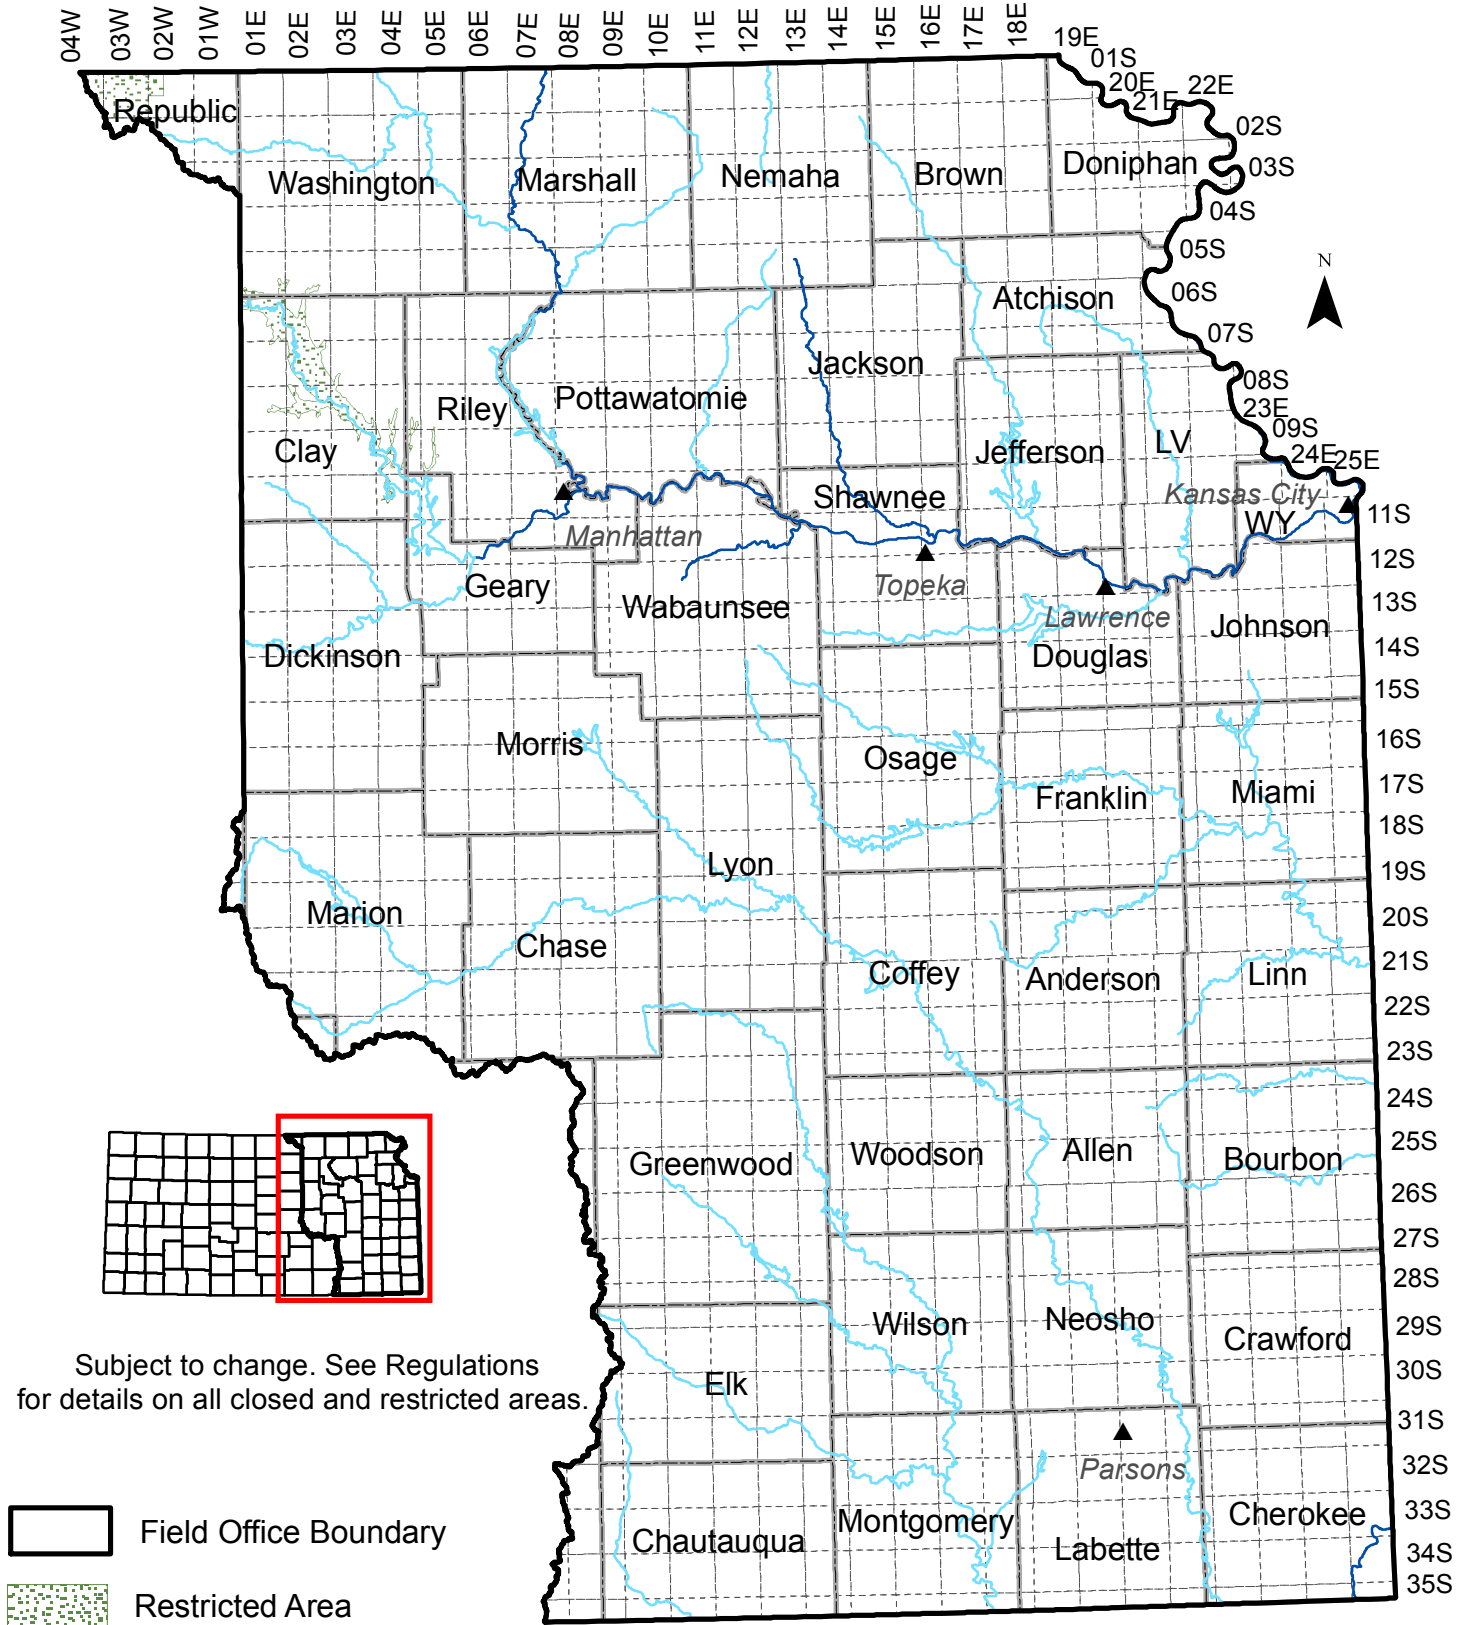 04W 03W 02W 01W 01E 02E 03E 04E 05E 06E 07E 08E 09E 10E 11E 12E 13E 14E 15E 16E 17E 18E 19E
01S
20E 21E 22E
02S
03S
04S
05S
06S
07S
08S
23E
09S
24E 25E
11S
12S
13S
14S
15S
16S
17S
18S
19S
20S
21S
22S
23S
24S
25S
26S
27S
28S
29S
30S
31S
32S
33S
34S
35S
N
Republic
Washington Marshall Nemaha Brown Doniphan
Atchison
Jackson
Riley Pottawatomie
Clay Jefferson LV
Shawnee Kansas City
WY
Manhattan
Geary Wabaunsee Topeka Lawrence Johnson
Dickinson Douglas
Morris Osage Franklin Miami
Lyon
Marion Chase Coffey Anderson Linn
Greenwood Woodson Allen Bourbon
Wilson Neosho Crawford
Elk
Parsons
Chautauqua Montgomery Labette Cherokee
Subject to change. See Regulations
for details on all closed and restricted areas.
Field Office Boundary
Restricted Area